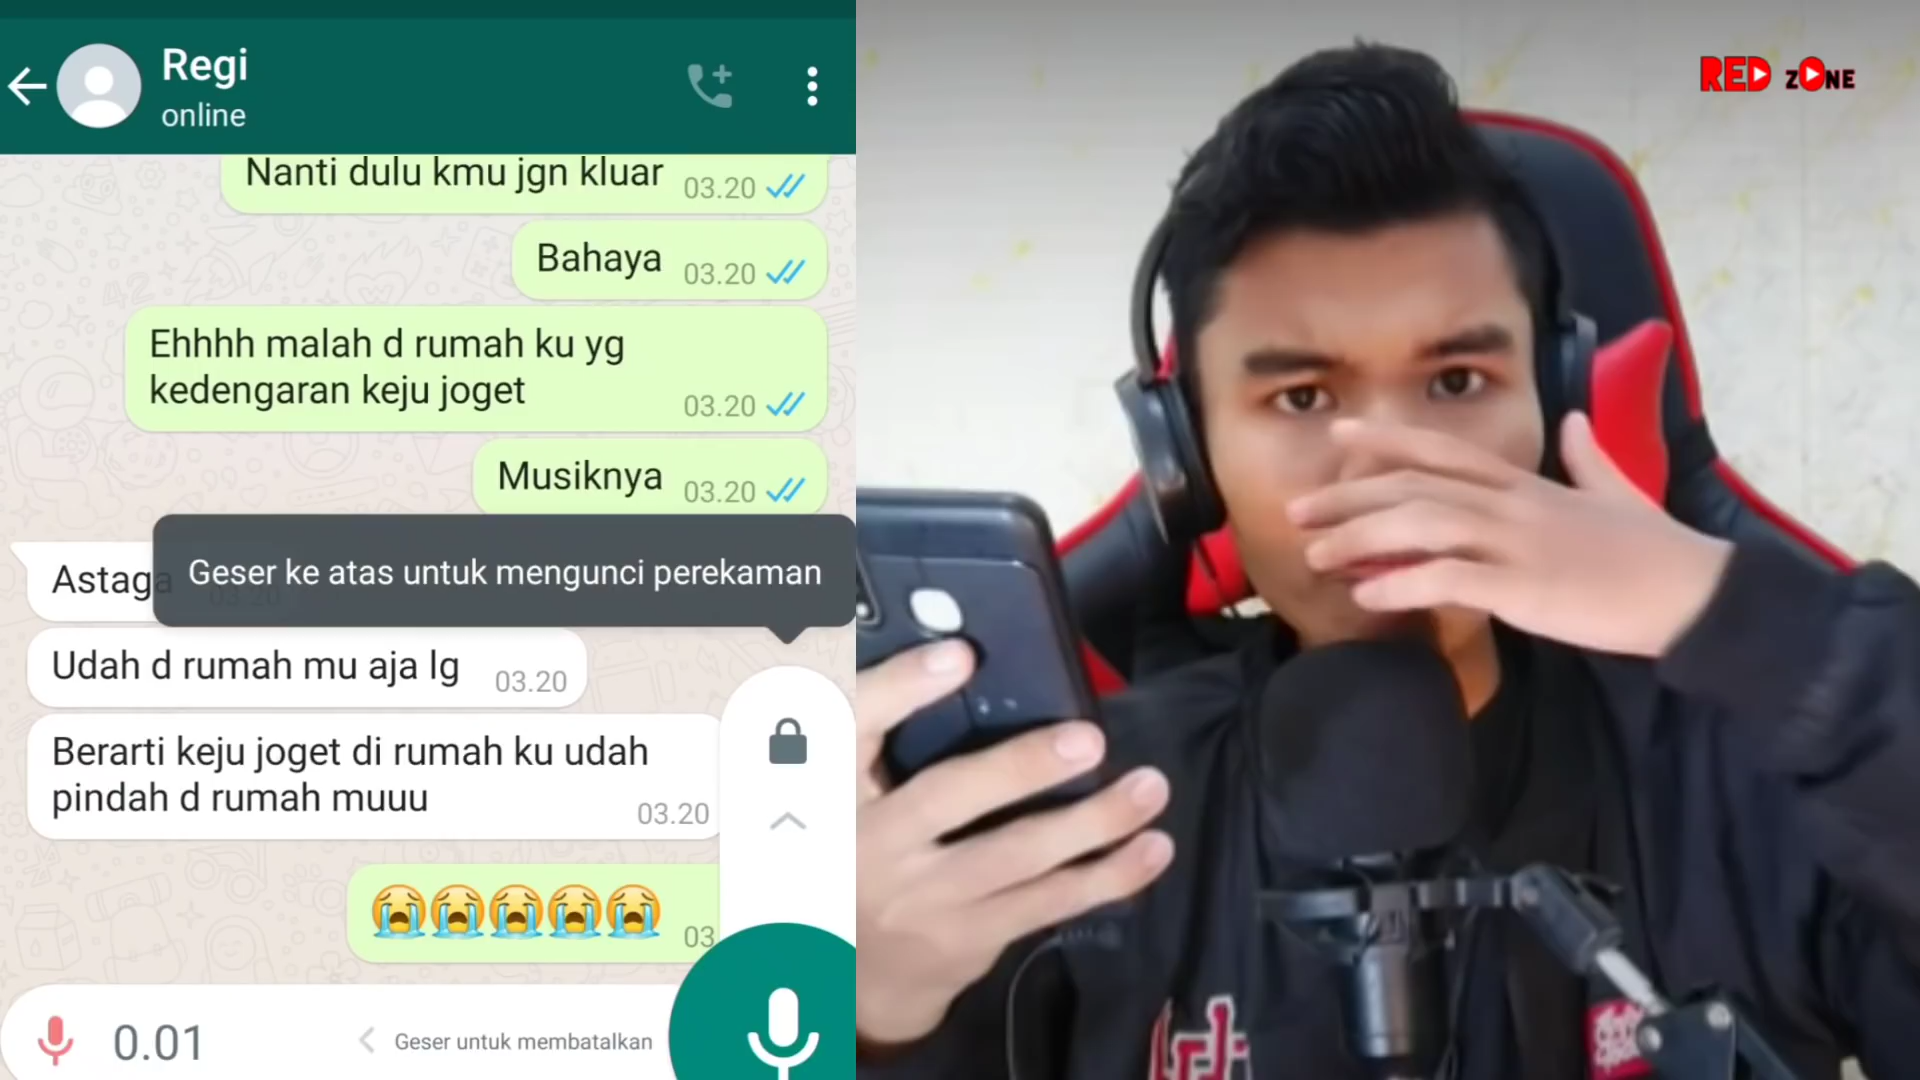 Regi
online
Nanti dulu kmu jgn kluar 03.20
Bahaya 03.20
Ehhhh malah d rumah ku yg
kedengaran keju joget 03.20
Musiknya 03.20
Geser ke atas untuk mengunci perekaman
Astaga 03.20
Udah d rumah mu aja lg 03.20
Berarti keju joget di rumah ku udah
pindah d rumah muuu 03.20
😭😭😭😭😭 03
0.01
Geser untuk membatalkan
RED ZONE